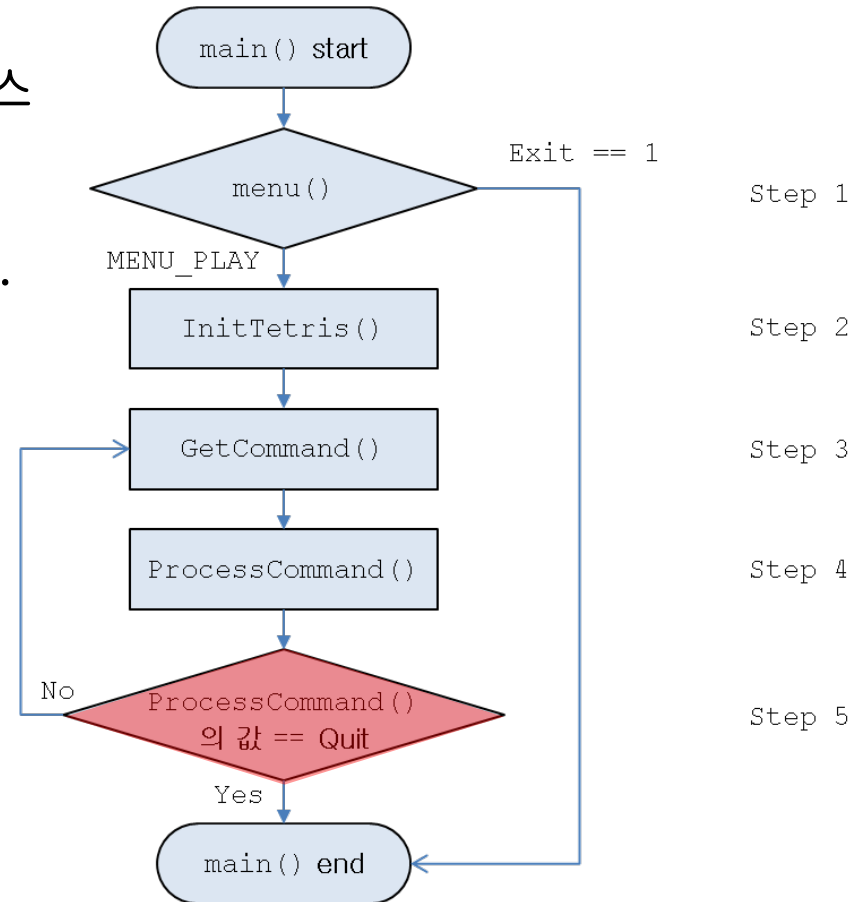 main() start
스
Exit == 1
menu()
Step 1
MENU_PLAY
.
InitTetris()
Step 2
GetCommand()
Step 3
ProcessCommand()
Step 4
No
ProcessCommand()
의 값 == Quit
Step 5
Yes
main() end